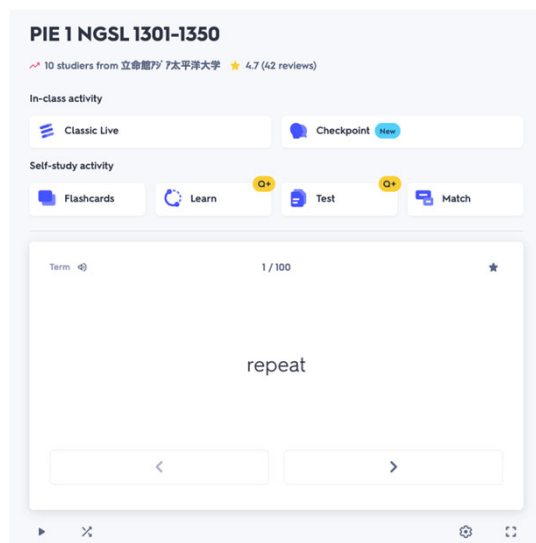 PIE 1 NGSL 1301-1350
10 studiers from 立命館ｱｼﾞｱ太平洋大学 4.7 (42 reviews)
In-class activity
Classic Live
Checkpoint New
Self-study activity
Flashcards
Learn Q+
Test Q+
Match
Term 1 / 100
repeat